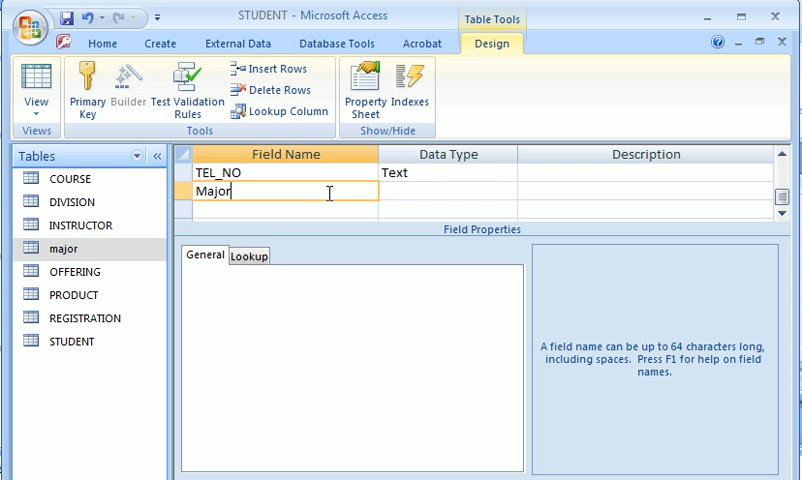 STUDENT - Microsoft Access
Table Tools
Home Create External Data Database Tools Acrobat Design
View
Views
Primary Key
Builder
Test Validation Rules
Insert Rows
Delete Rows
Lookup Column
Tools
Property Sheet
Indexes
Show/Hide
Tables
COURSE
DIVISION
INSTRUCTOR
major
OFFERING
PRODUCT
REGISTRATION
STUDENT
Field Name Data Type Description
TEL_NO Text
Major
Field Properties
General Lookup
A field name can be up to 64 characters long,
including spaces. Press F1 for help on field
names.